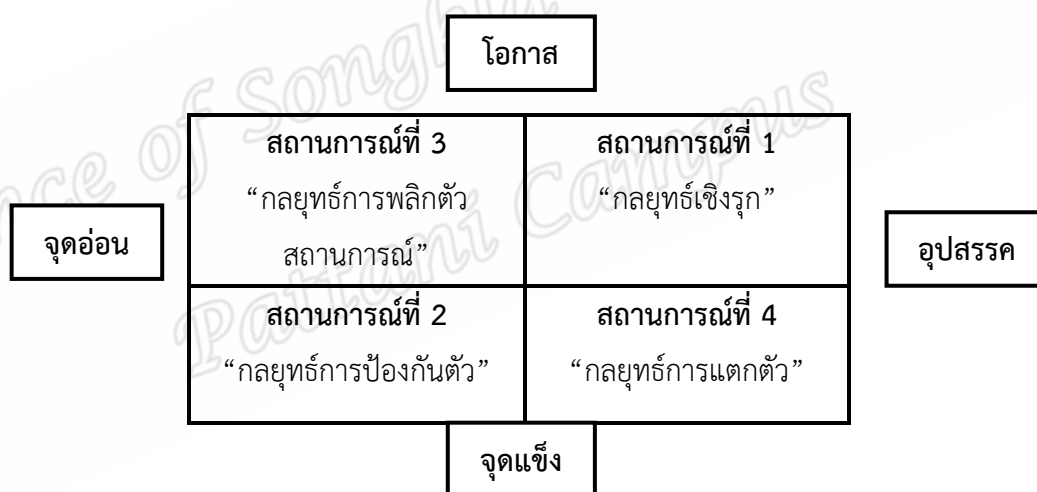 โอกาส
สถานการณ์ที่ 3
“กลยุทธ์การพลิกตัว
สถานการณ์”
สถานการณ์ที่ 1
“กลยุทธ์เชิงรุก”
จุดอ่อน
อุปสรรค
สถานการณ์ที่ 2
“กลยุทธ์การป้องกันตัว”
สถานการณ์ที่ 4
“กลยุทธ์การแตกตัว”
จุดแข็ง
of Songkla
Pattani Campus